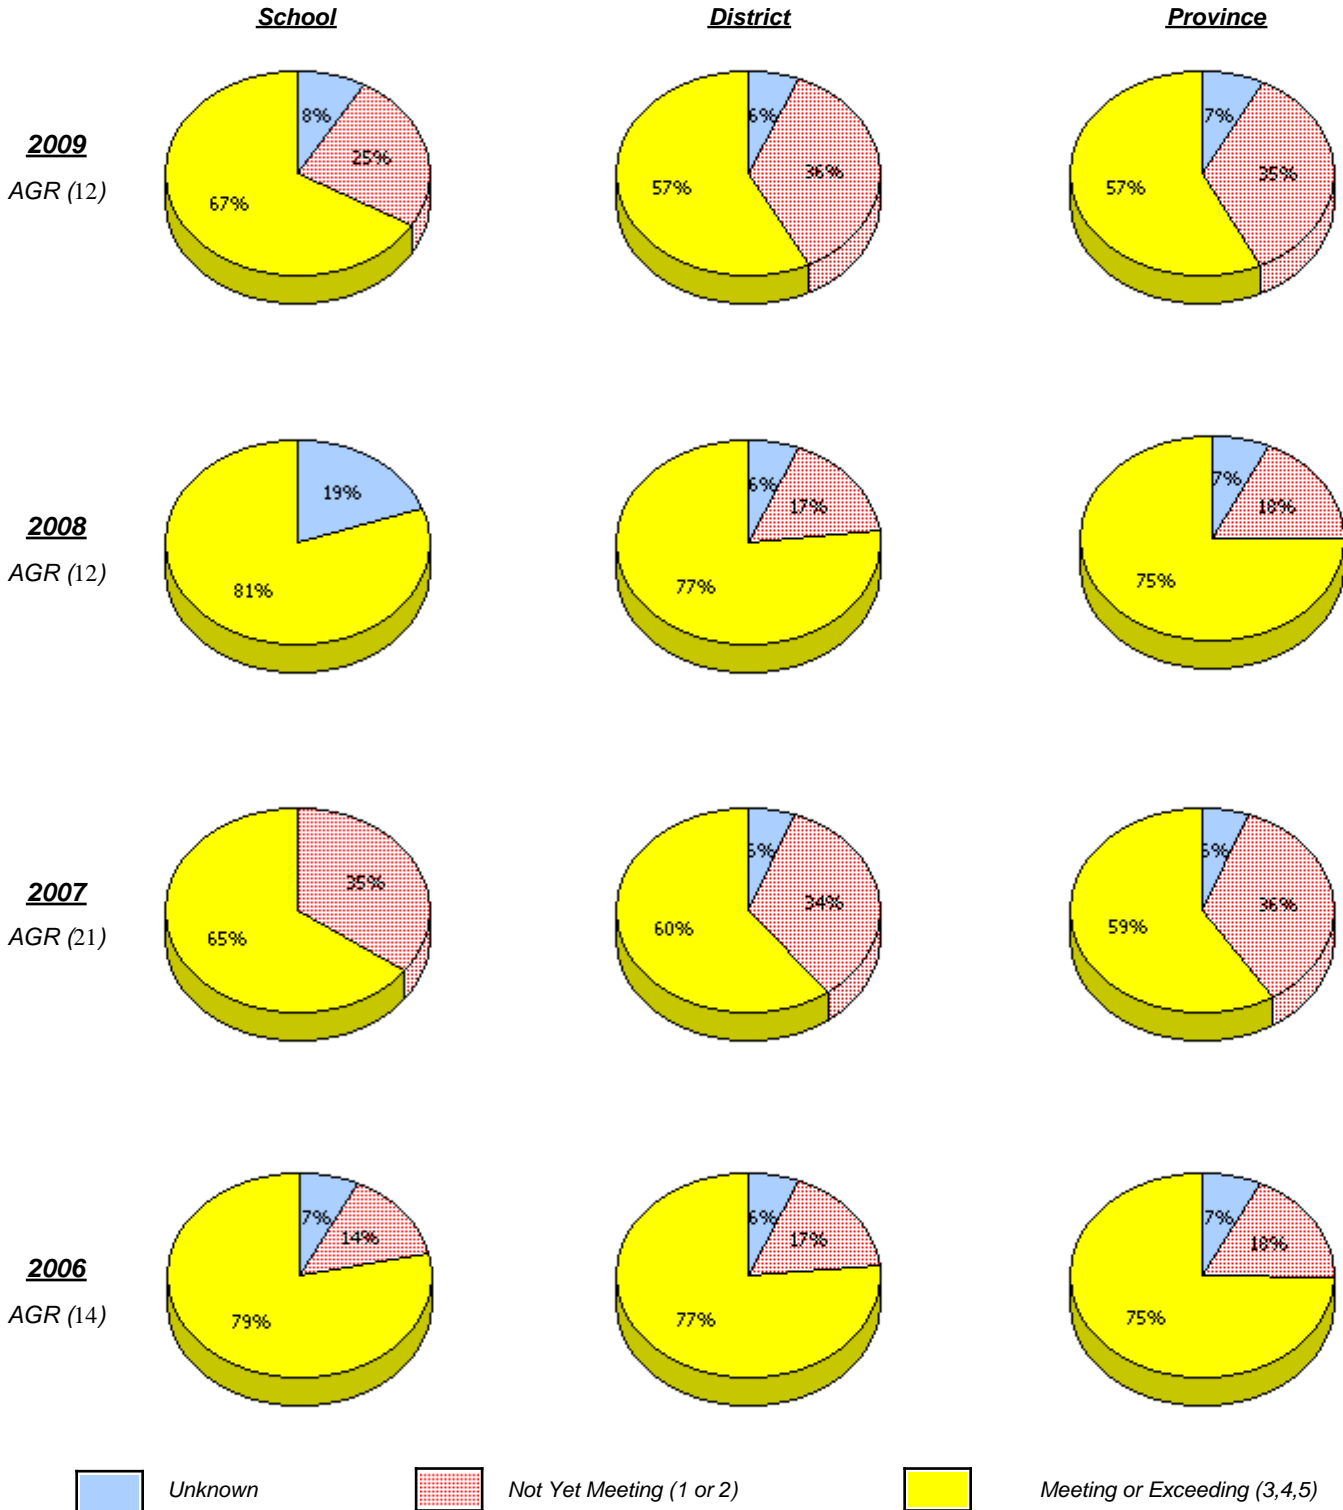 School District Province
2009
AGR (12)
8% 25% 67%
6% 36% 57%
7% 35% 57%
2008
AGR (12)
19% 81%
6% 17% 77%
7% 18% 75%
2007
AGR (21)
35% 65%
34% 60%
36% 59%
2006
AGR (14)
7% 14% 79%
6% 17% 77%
7% 18% 75%
Unknown Not Yet Meeting (1 or 2) Meeting or Exceeding (3,4,5)